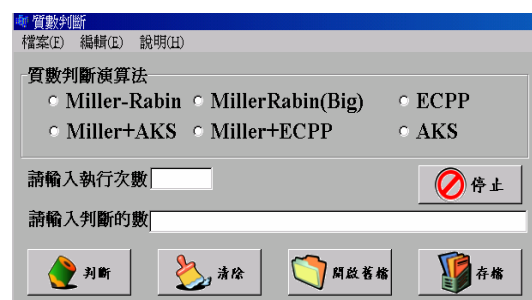 質數判斷
檔案(F) 編輯(E) 說明(H)
質數判斷演算法
Miller-Rabin MillerRabin(Big) ECPP
Miller+AKS Miller+ECPP AKS
請輸入執行次數
停止
請輸入判斷的數
判斷 清除 開啟舊檔 存檔